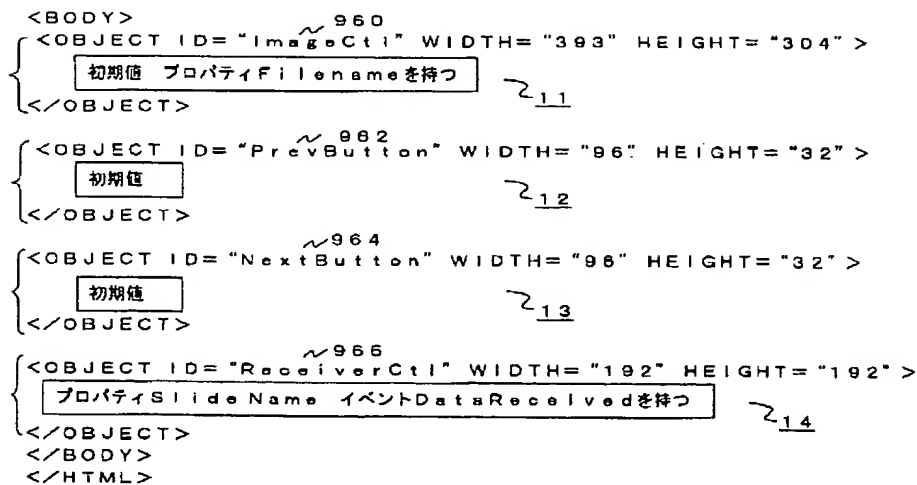 <BODY> 960
<OBJECT ID="ImageCtl" WIDTH="393" HEIGHT="304">
初期値 プロパティFilenameを持つ
11
</OBJECT>
962
<OBJECT ID="PrevButton" WIDTH="96" HEIGHT="32">
初期値
12
</OBJECT>
964
<OBJECT ID="NextButton" WIDTH="96" HEIGHT="32">
初期値
13
</OBJECT>
966
<OBJECT ID="ReceiverCtl" WIDTH="192" HEIGHT="192">
プロパティSlideName イベントDataReceivedを持つ
14
</OBJECT>
</BODY>
</HTML>